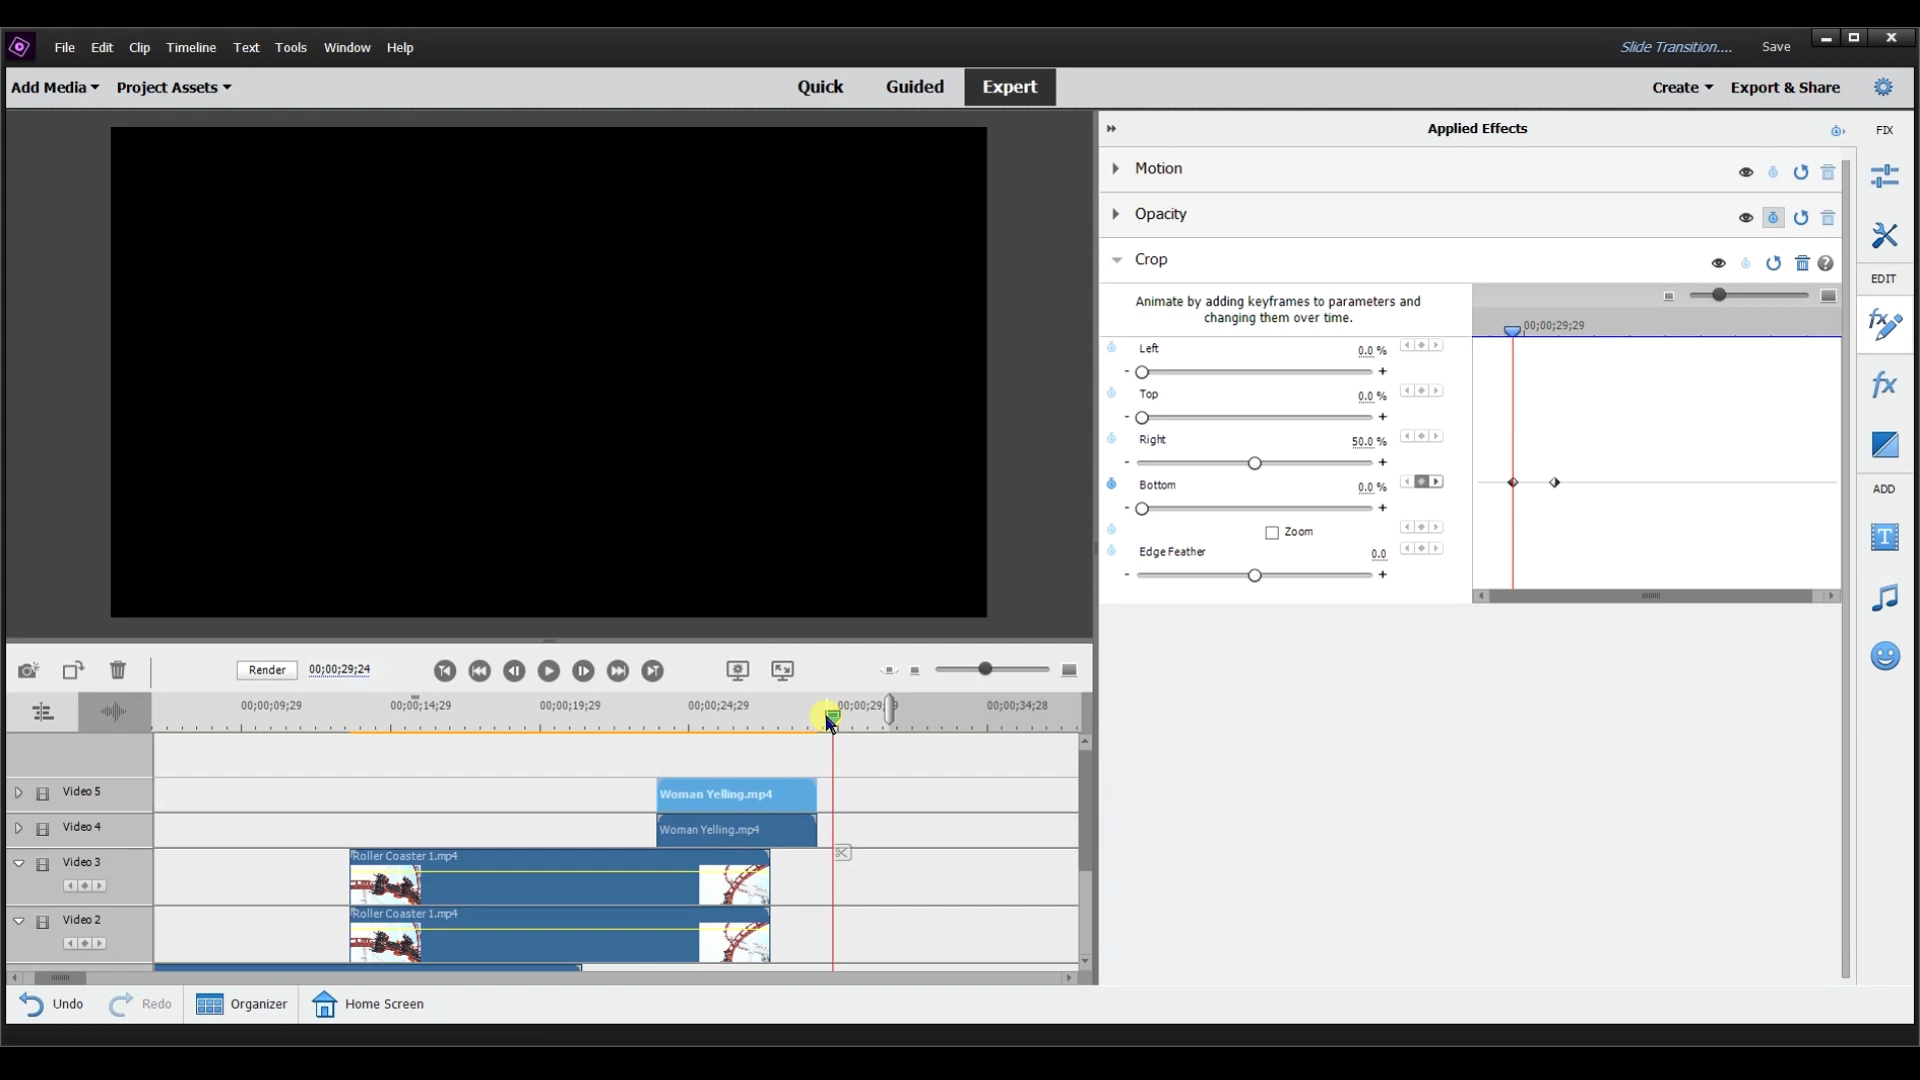 File Edit Clip Timeline Text Tools Window Help
Slide Transition.... Save
Add Media Project Assets Quick Guided Expert Create Export & Share
Applied Effects FIX
Motion
Opacity
Crop
EDIT
Animate by adding keyframes to parameters and
changing them over time.
00;00;29;29
Left 0.0 %
- +
Top 0.0 %
- +
Right 50.0 %
- +
Bottom 0.0 %
- +
ADD
Zoom
Edge Feather 0.0
- +
Render 00;00;29;24
00;00;09;29 00;00;14;29 00;00;19;29 00;00;24;29 00;00;34;28
Video 5 Woman Yelling.mp4
Video 4 Woman Yelling.mp4
Video 3 Roller Coaster 1.mp4
Video 2 Roller Coaster 1.mp4
Undo Redo Organizer Home Screen